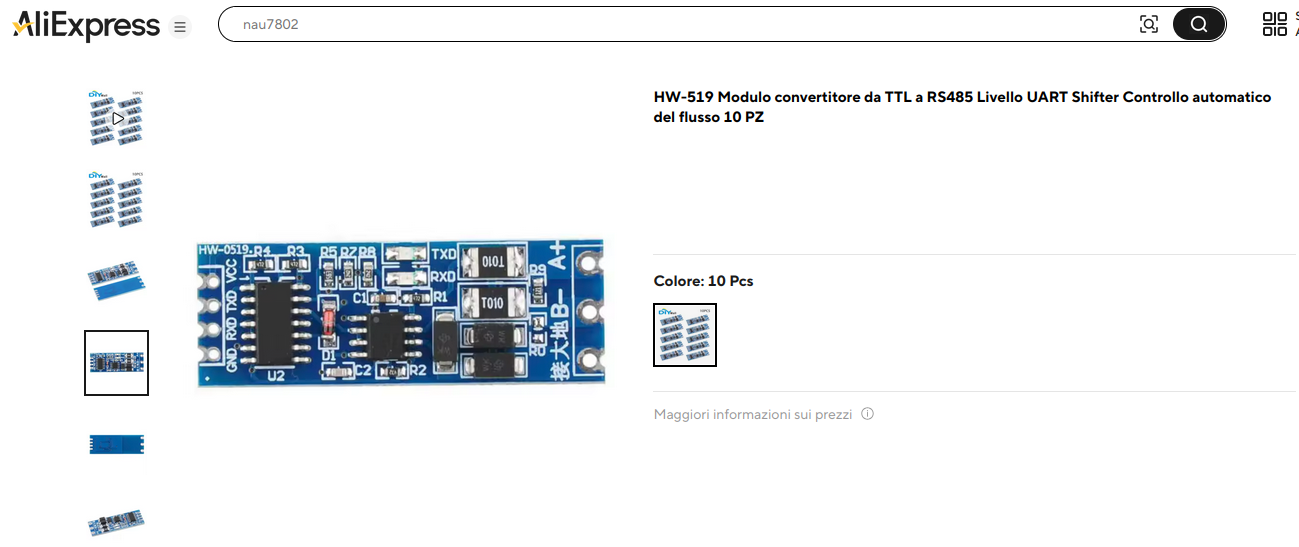 AliExpress
nau7802
HW-519 Modulo convertitore da TTL a RS485 Livello UART Shifter Controllo automatico
del flusso 10 PZ
HW-0519
R4
R3
R5
R7
R8
TXD
RXD
VCC
TXD
RXD
GND
C1
R1
D1
C2
R2
U2
T010
T010
R9
R0
A+
B-
接大地
Colore: 10 Pcs
Maggiori informazioni sui prezzi